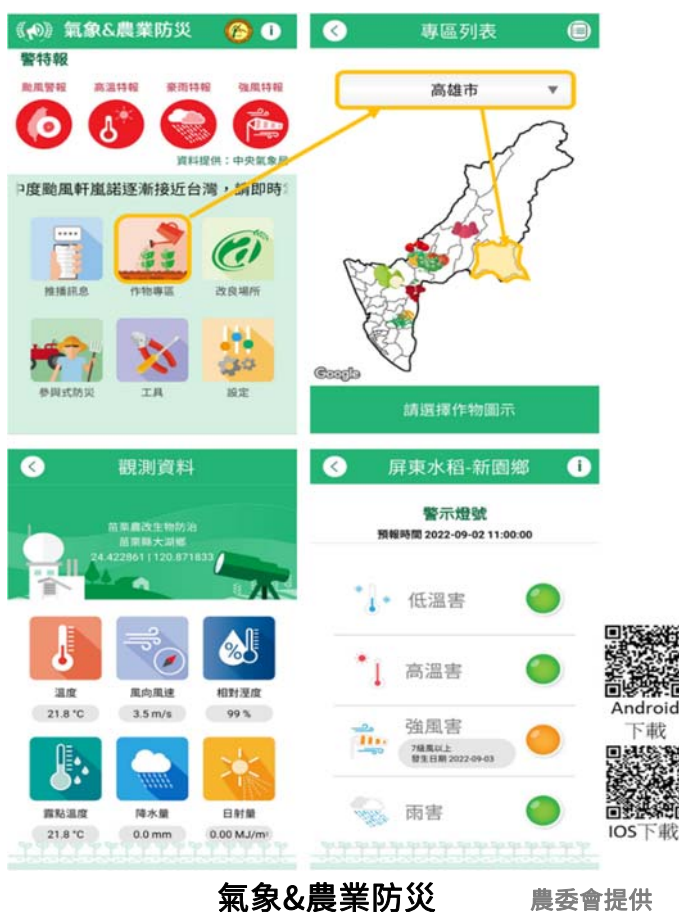 氣象&農業防災
警特報
颱風警報 高溫特報 豪雨特報 強風特報
資料提供：中央氣象局
中度颱風軒嵐諾逐漸接近台灣，請即時
推播訊息 作物專區 改良場所
參與式防災 工具 設定
專區列表
高雄市
Google
請選擇作物圖示
觀測資料
苗栗農改生物防治
苗栗縣大湖鄉
24.422861 | 120.871833
溫度 風向風速 相對溼度
21.8 °C 3.5 m/s 99 %
露點溫度 降水量 日射量
21.8 °C 0.0 mm 0.00 MJ/m²
屏東水稻-新園鄉
警示燈號
預報時間 2022-09-02 11:00:00
低溫害
高溫害
強風害
7級風以上
發生日期 2022-09-03
雨害
Android
下載
IOS下載
氣象&農業防災
農委會提供